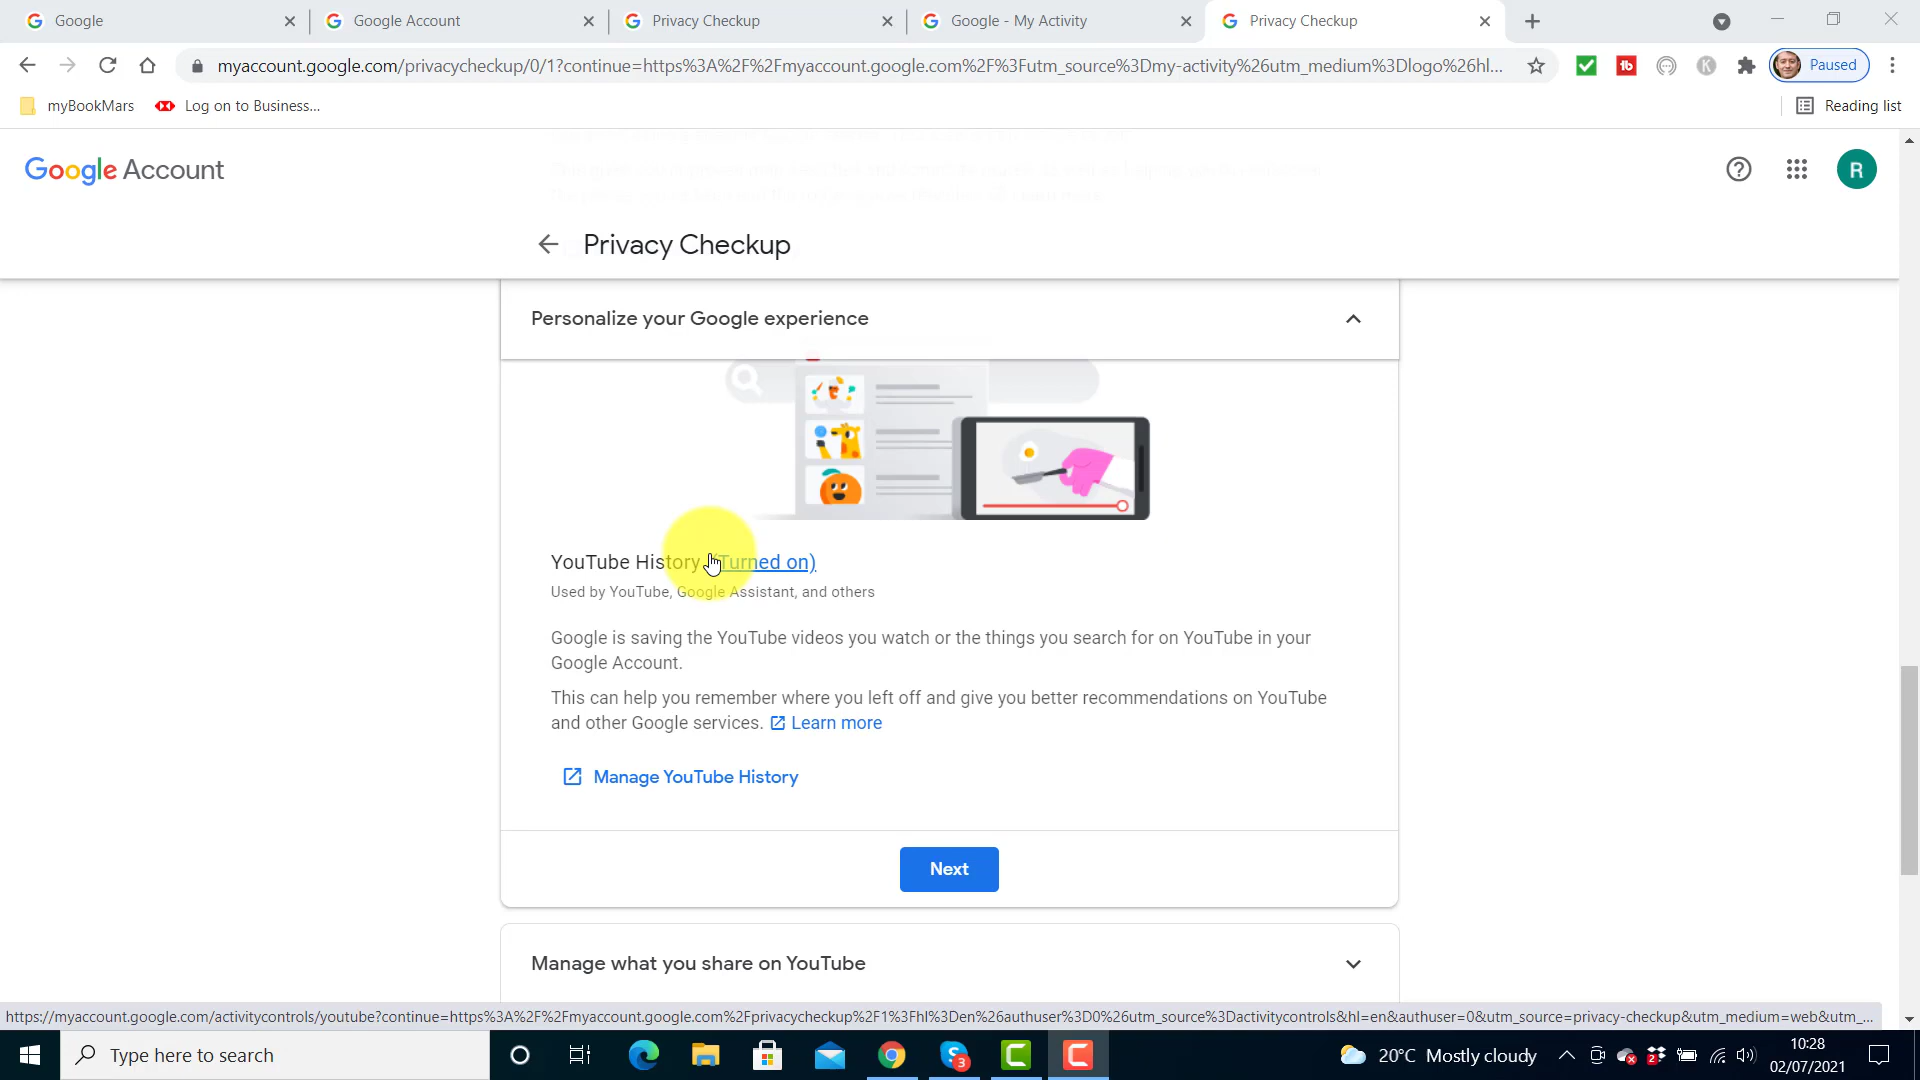 Google
Google Account
Privacy Checkup
Google - My Activity
Privacy Checkup
myaccount.google.com/privacycheckup/0/1?continue=https%3A%2F%2Fmyaccount.google.com%2F%3Futm_source%3Dmy-activity%26utm_medium%3Dlogo%26hl...
Paused
myBookMars
Log on to Business...
Reading list
Google Account
R
Privacy Checkup
Personalize your Google experience
YouTube History (Turned on)
Used by YouTube, Google Assistant, and others
Google is saving the YouTube videos you watch or the things you search for on YouTube in your
Google Account.
This can help you remember where you left off and give you better recommendations on YouTube
and other Google services. Learn more
Manage YouTube History
Next
Manage what you share on YouTube
https://myaccount.google.com/activitycontrols/youtube?continue=https%3A%2F%2Fmyaccount.google.com%2Fprivacycheckup%2F1%3Fhl%3Den%26authuser%3D0%26utm_source%3Dactivitycontrols&hl=en&authuser=0&utm_source=privacy-checkup&utm_medium=web&utm_...
Type here to search
3
20°C Mostly cloudy
2
10:28
02/07/2021